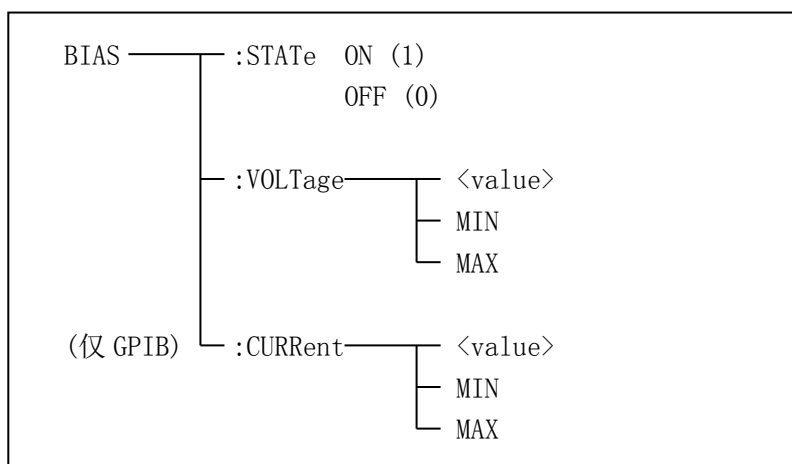 BIAS :STATe ON (1)
OFF (0)
:VOLTage <value>
MIN
MAX
(仅 GPIB) :CURRent <value>
MIN
MAX